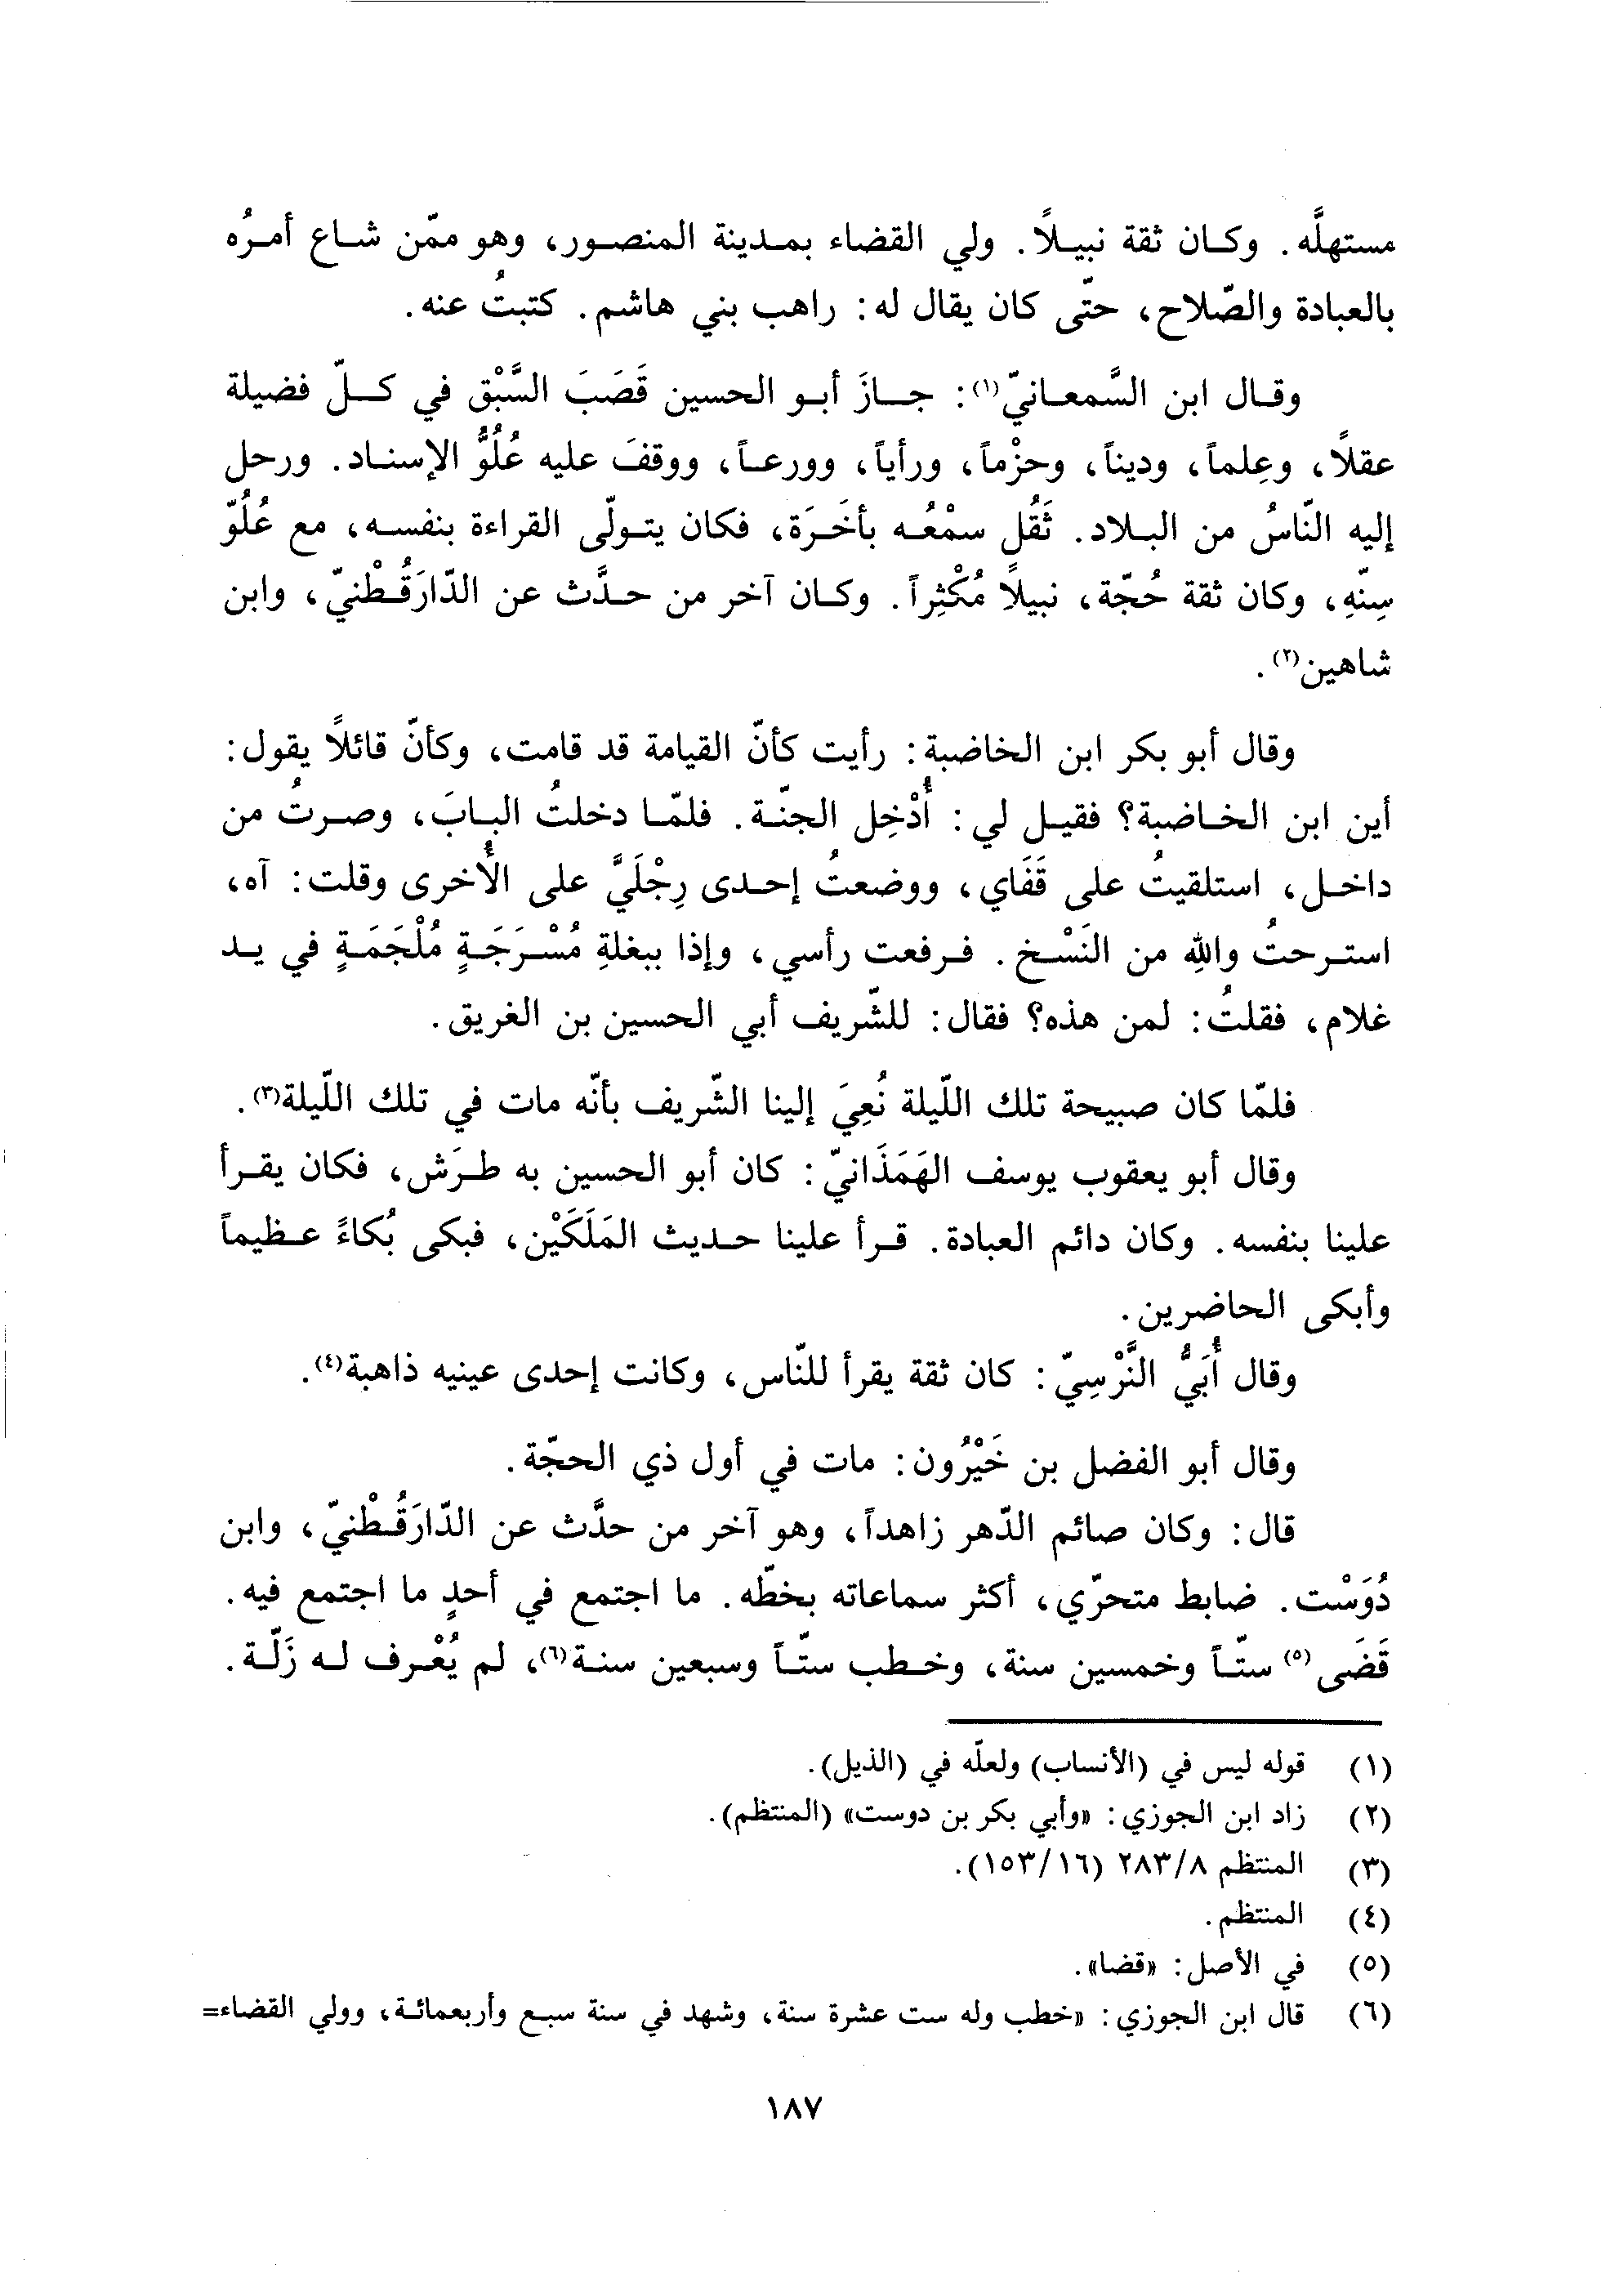 مستهلَّه. وكان ثقة نبيلاً. ولي القضاء بمدينة المنصور، وهو ممّن شاع أمرُه
بالعبادة والصّلاح، حتّى كان يقال له: راهب بني هاشم. كتبتُ عنه.
وقال ابن السَّمعانيّ(١): جازَ أبو الحسين قَصَبَ السَّبْق في كلّ فضيلة
عقلاً، وعِلماً، وديناً، وحزْماً، ورأياً، وورعاً، ووقفَ عليه عُلُوُّ الإسناد. ورحل
إليه النّاسُ من البلاد. ثَقُل سمْعُه بأخَرَة، فكان يتولّى القراءة بنفسه، مع عُلُوّ
سِنّهِ، وكان ثقة حُجّة، نبيلاً مُكْثِراً. وكان آخر من حدَّث عن الدّارَقُطْنيّ، وابن
شاهين(٢).
وقال أبو بكر ابن الخاضبة: رأيت كأنّ القيامة قد قامت، وكأنّ قائلاً يقول:
أين ابن الخاضبة؟ فقيل لي: أُدْخِل الجنّة. فلمّا دخلتُ البابَ، وصرتُ من
داخل، استلقيتُ على قَفَاي، ووضعتُ إحدى رِجْلَيَّ على الأُخرى وقلت: آه،
استرحتُ واللهِ من النَسْخ. فرفعت رأسي، وإذا ببغلةِ مُسْرَجَةٍ مُلْجَمَةٍ في يد
غلام، فقلتُ: لمن هذه؟ فقال: للشّريف أبي الحسين بن الغريق.
فلمّا كان صبيحة تلك اللّيلة نُعِيَ إلينا الشّريف بأنّه مات في تلك اللّيلة(٣).
وقال أبو يعقوب يوسف الهَمَذَانيّ: كان أبو الحسين به طرَش، فكان يقرأ
علينا بنفسه. وكان دائم العبادة. قرأ علينا حديث المَلَكَيْن، فبكى بُكاءً عظيماً
وأبكى الحاضرين.
وقال أُبَيُّ النَّرْسِيّ: كان ثقة يقرأ للنّاس، وكانت إحدى عينيه ذاهبة(٤).
وقال أبو الفضل بن خَيْرُون: مات في أول ذي الحجّة.
قال: وكان صائم الدّهر زاهداً، وهو آخر من حدَّث عن الدّارَقُطْنيّ، وابن
دُوَسْت. ضابط متحرّي، أكثر سماعاته بخطّه. ما اجتمع في أحدٍ ما اجتمع فيه.
قَضَى(٥) ستّاً وخمسين سنة، وخطب ستّاً وسبعين سنة(٦)، لم يُعْرف له زَلّة.
(١) قوله ليس في (الأنساب) ولعلّه في (الذيل).
(٢) زاد ابن الجوزي: «وأبي بكر بن دوست» (المنتظم).
(٣) المنتظم ٢٨٣/٨ (١٥٣/١٦).
(٤) المنتظم.
(٥) في الأصل: «قضا».
(٦) قال ابن الجوزي: «خطب وله ست عشرة سنة، وشهد في سنة سبع وأربعمائة، وولي القضاء=
١٨٧